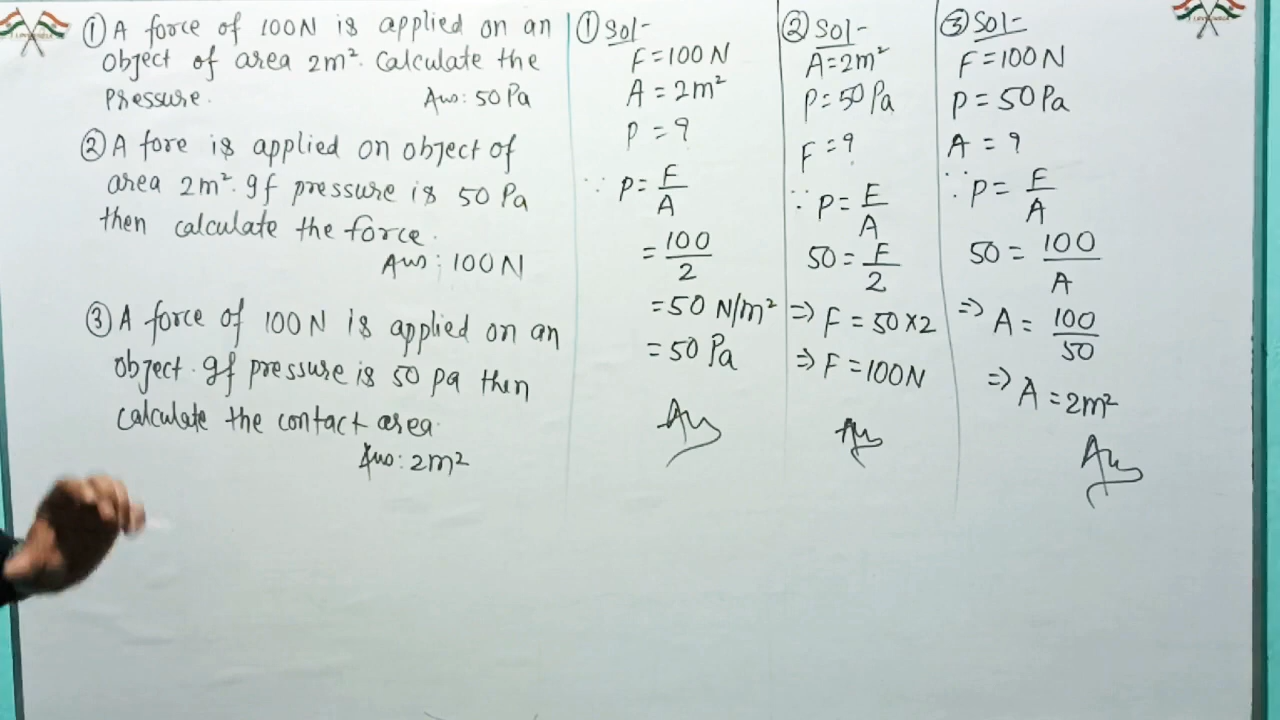 ① A force of 100N is applied on an
object of area 2m². Calculate the
Pressure.
Ans: 50 Pa
② A fore is applied on object of
area 2m². If pressure is 50 Pa
then calculate the force.
Ans: 100 N
③ A force of 100N is applied on an
object. If pressure is 50 pa then
calculate the contact area.
Ans: 2m²
① Sol-
F = 100 N
A = 2m²
P = ?
∵ P = F/A
= 100/2
= 50 N/m²
= 50 Pa
Ans
② Sol-
A = 2m²
P = 50 Pa
F = ?
∵ P = F/A
50 = F/2
=> F = 50 × 2
=> F = 100N
Ans
③ Sol-
F = 100N
P = 50 Pa
A = ?
∵ P = F/A
50 = 100/A
=> A = 100/50
=> A = 2m²
Ans